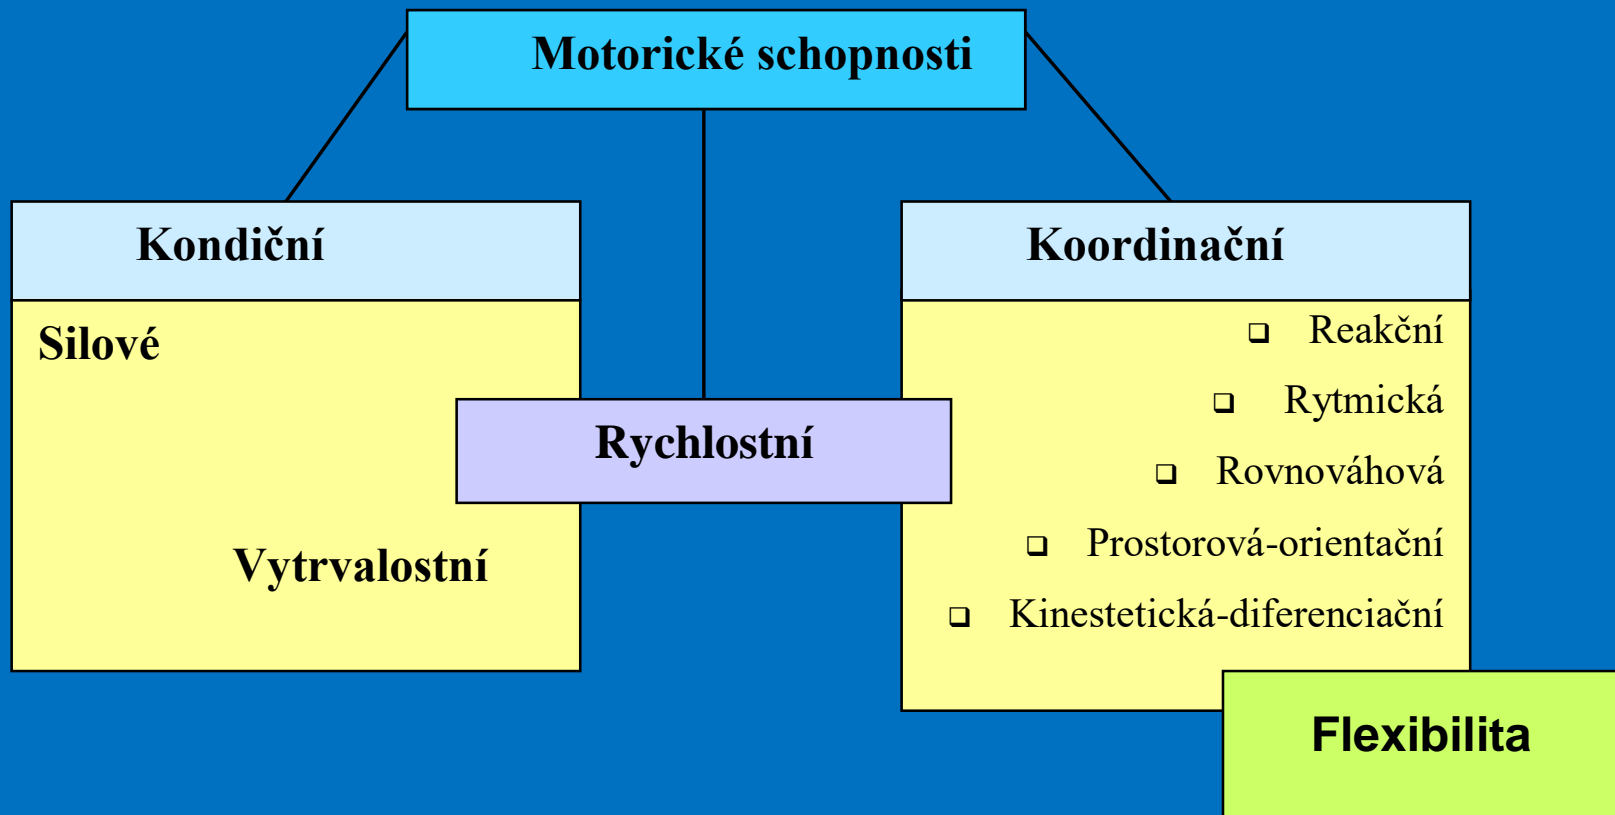 Motorické schopnosti
Kondiční
Silové
Vytrvalostní
Rychlostní
Koordinační
Reakční
Rytmická
Rovnováhová
Prostorová-orientační
Kinestetická-diferenciační
Flexibilita